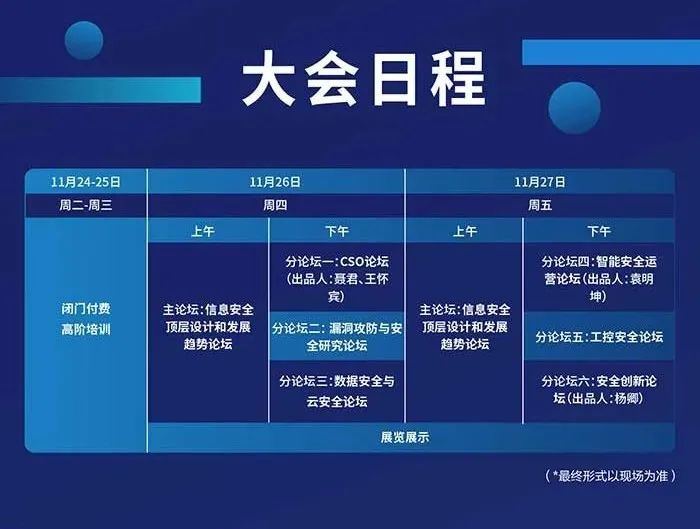 大会日程
11月24-25日
11月26日
11月27日
周二-周三
周四
周五
上午
下午
上午
下午
闭门付费
高阶培训
主论坛：信息安全
顶层设计和发展
趋势论坛
分论坛一：CSO论坛
（出品人：聂君、王怀
宾）
分论坛二：漏洞攻防与安
全研究论坛
分论坛三：数据安全与
云安全论坛
主论坛：信息安全
顶层设计和发展
趋势论坛
分论坛四：智能安全运
营论坛（出品人：袁明
坤）
分论坛五：工控安全论坛
分论坛六：安全创新论
坛（出品人：杨卿）
展览展示
（*最终形式以现场为准）